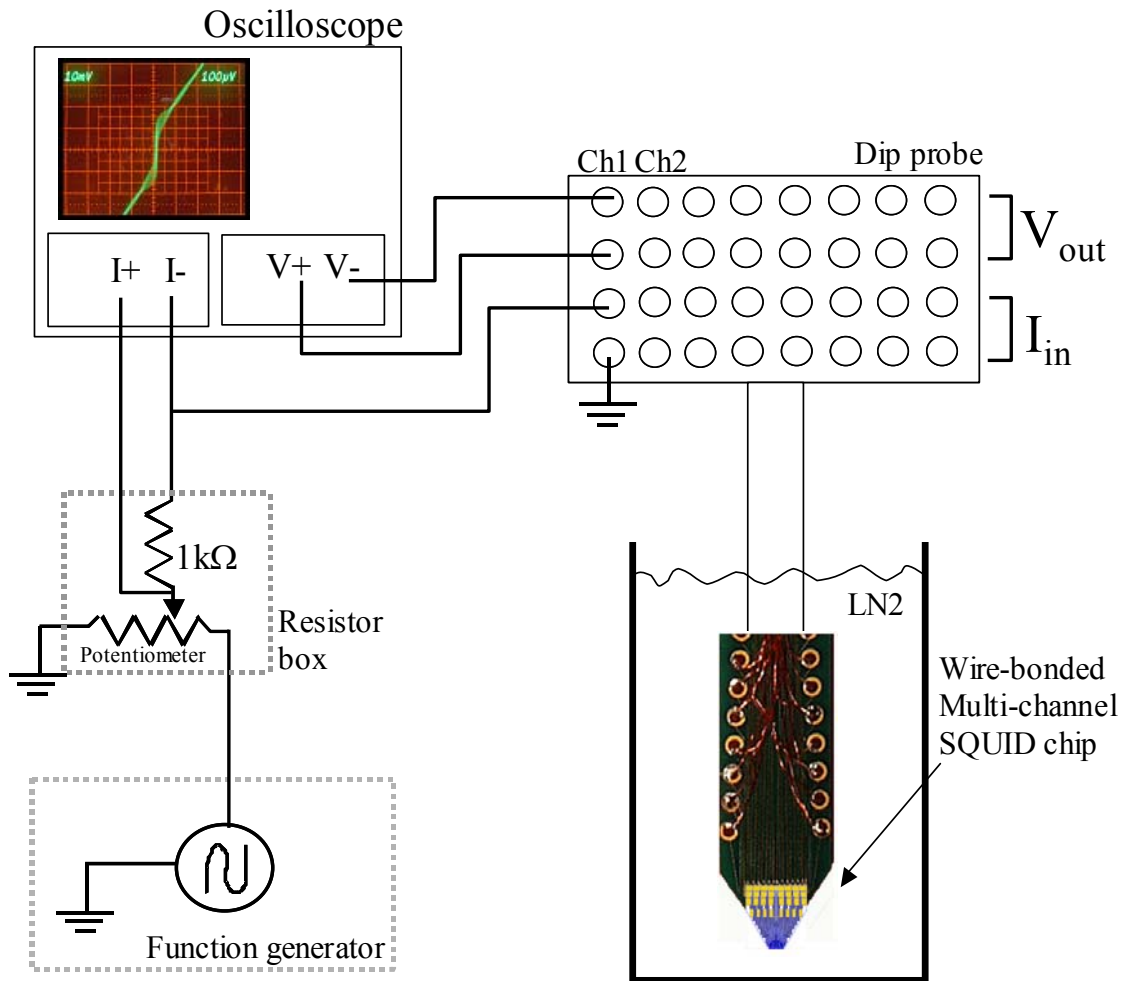 Oscilloscope
10mV 100µV
I+ I- V+ V-
Ch1 Ch2 Dip probe
V out
I in
1kΩ
Potentiometer
Resistor
box
Function generator
LN2
Wire-bonded
Multi-channel
SQUID chip